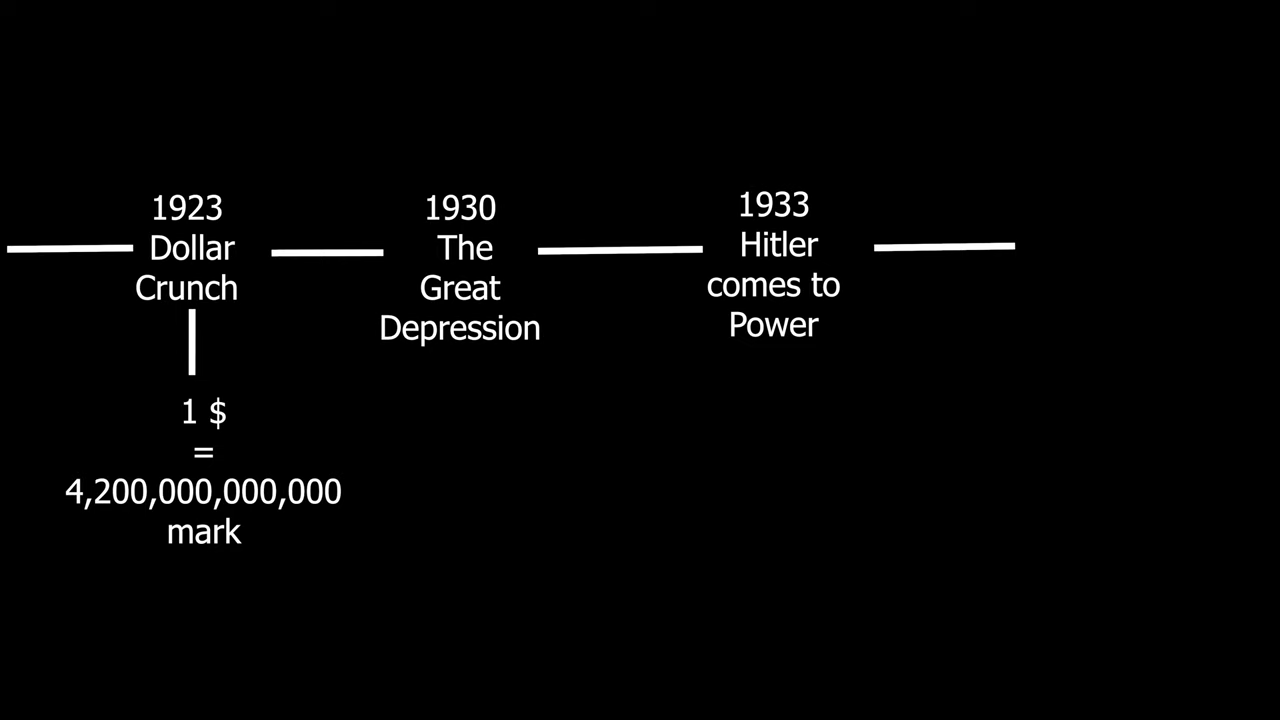 1923
Dollar
Crunch
1 $
=
4,200,000,000,000
mark
1930
The
Great
Depression
1933
Hitler
comes to
Power